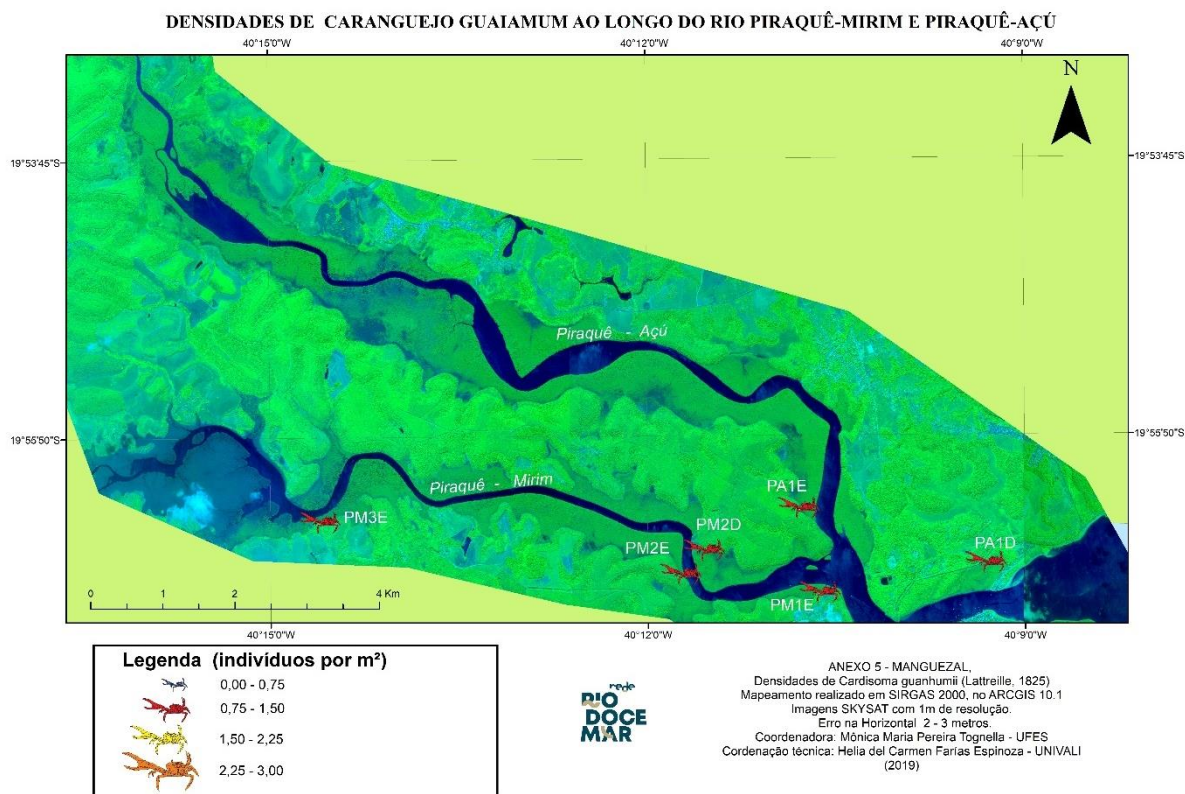 DENSIDADES DE CARANGUEJO GUAIAMUM AO LONGO DO RIO PIRAQUÊ-MIRIM E PIRAQUÊ-AÇÚ
40°15'0"W 40°12'0"W 40°9'0"W
N
19°53'45"S 19°53'45"S
Piraquê - Açú
19°56'50"S 19°55'50"S
Piraquê - Mirim
PA1E
PM3E
PM2D
PA1D
PM2E
PM1E
0 1 2 4 Km
40°15'0"W 40°12'0"W 40°9'0"W
Legenda (indivíduos por m²)
0,00 - 0,75
0,75 - 1,50
1,50 - 2,25
2,25 - 3,00
rede
RIO
DOCE
MAR
ANEXO 5 - MANGUEZAL,
Densidades de Cardisoma guanhumii (Lattreille, 1825)
Mapeamento realizado em SIRGAS 2000, no ARCGIS 10.1
Imagens SKYSAT com 1m de resolução.
Erro na Horizontal 2 - 3 metros.
Coordenadora: Mônica Maria Pereira Tognella - UFES
Cordenação técnica: Helia del Carmen Farías Espinoza - UNIVALI
(2019)